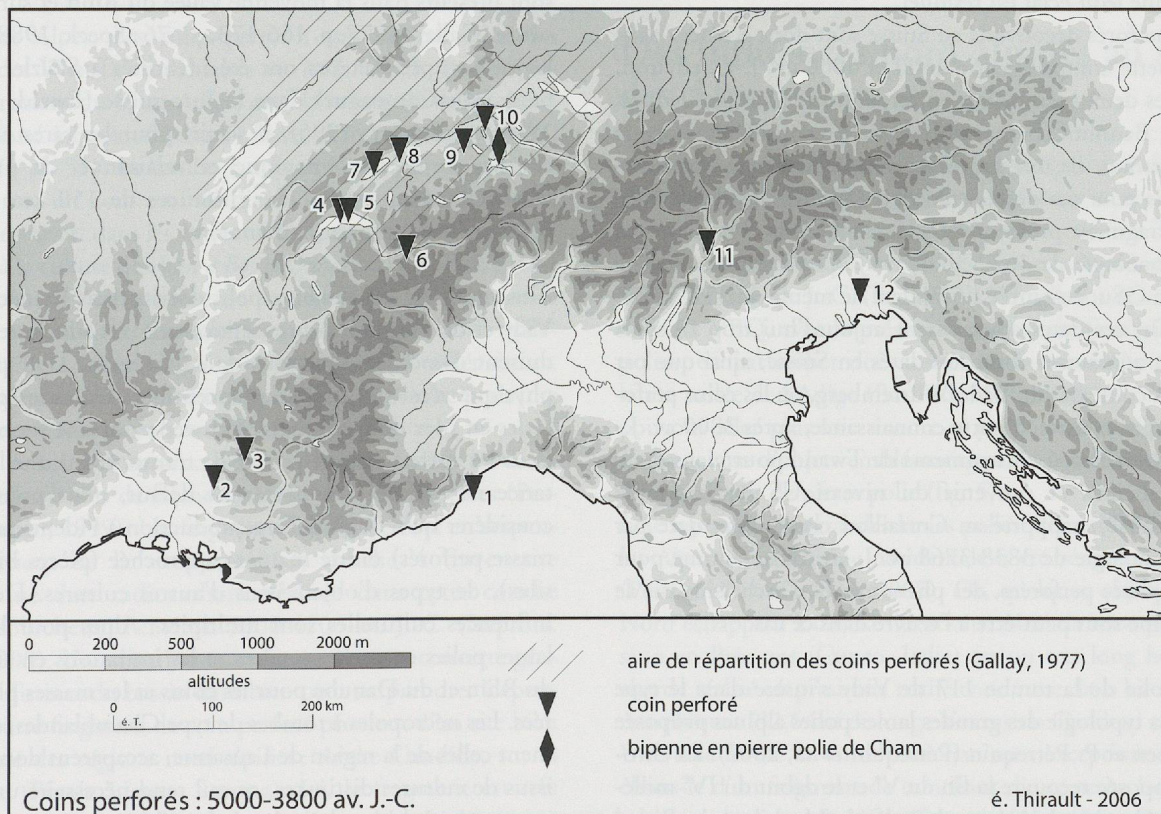 10
9
8
7
4
5
6
11
12
3
2
0 200 500 1000 2000 m
altitudes
0 100 200 km
é. T.
aire de répartition des coins perforés (Gallay, 1977)
coin perforé
bipenne en pierre polie de Cham
Coins perforés : 5000-3800 av. J.-C.
é. Thirault - 2006